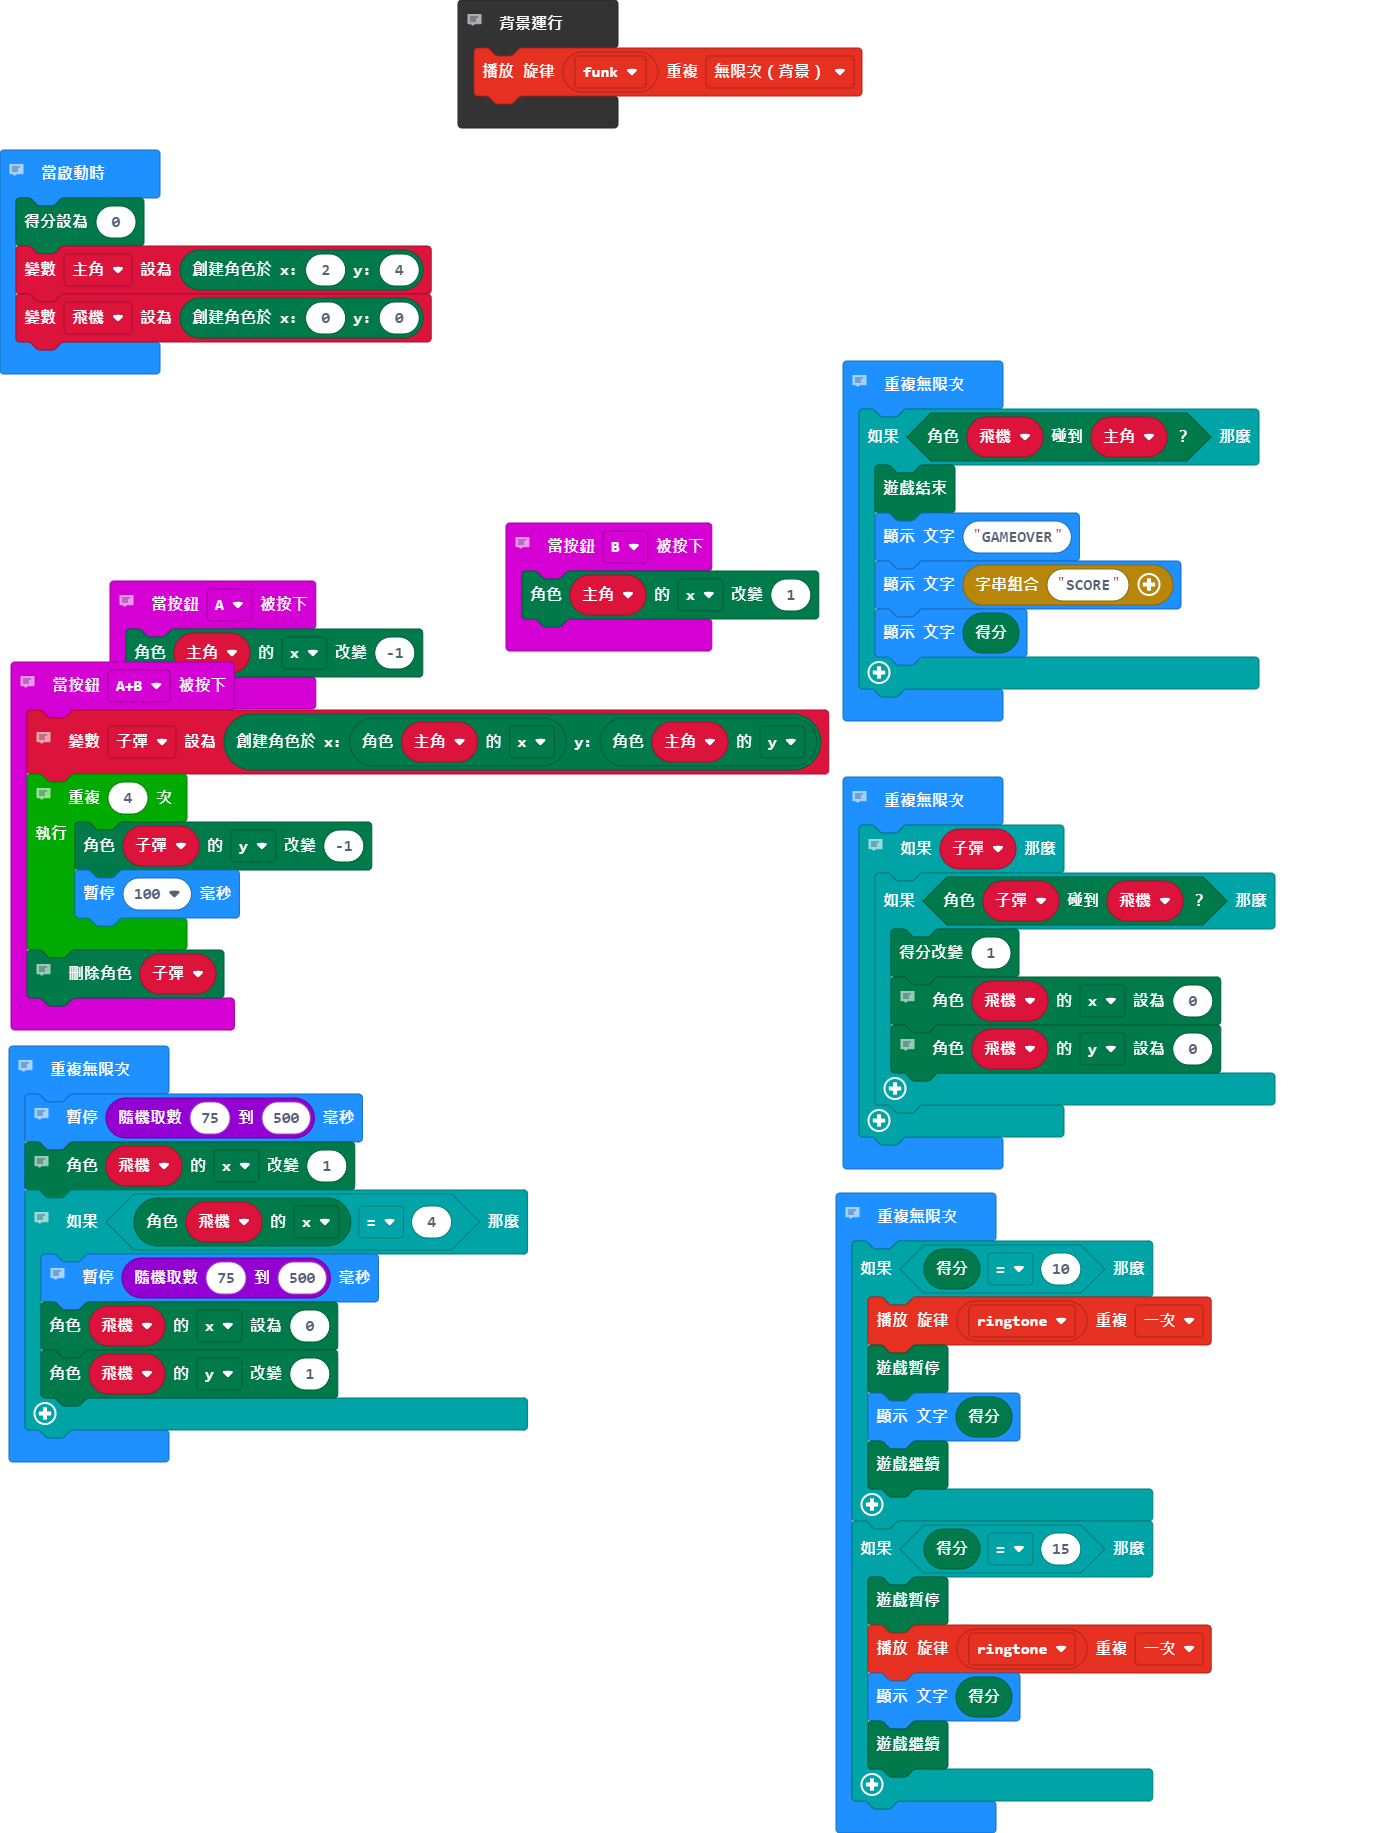 背景運行
播放 旋律 funk 重複 無限次 ( 背景 )
當啟動時
得分設為 0
變數 主角 設為 創建角色於 x: 2 y: 4
變數 飛機 設為 創建角色於 x: 0 y: 0
當按鈕 A 被按下
角色 主角 的 x 改變 -1
當按鈕 B 被按下
角色 主角 的 x 改變 1
當按鈕 A+B 被按下
變數 子彈 設為 創建角色於 x: 角色 主角 的 x y: 角色 主角 的 y
重複 4 次
執行
角色 子彈 的 y 改變 -1
暫停 100 毫秒
刪除角色 子彈
重複無限次
暫停 隨機取數 75 到 500 毫秒
角色 飛機 的 x 改變 1
如果 角色 飛機 的 x = 4 那麼
暫停 隨機取數 75 到 500 毫秒
角色 飛機 的 x 設為 0
角色 飛機 的 y 改變 1
重複無限次
如果 角色 飛機 碰到 主角 ? 那麼
遊戲結束
顯示 文字 "GAMEOVER"
顯示 文字 字串組合 "SCORE"
顯示 文字 得分
重複無限次
如果 子彈 那麼
如果 角色 子彈 碰到 飛機 ? 那麼
得分改變 1
角色 飛機 的 x 設為 0
角色 飛機 的 y 設為 0
重複無限次
如果 得分 = 10 那麼
播放 旋律 ringtone 重複 一次
遊戲暫停
顯示 文字 得分
遊戲繼續
如果 得分 = 15 那麼
遊戲暫停
播放 旋律 ringtone 重複 一次
顯示 文字 得分
遊戲繼續